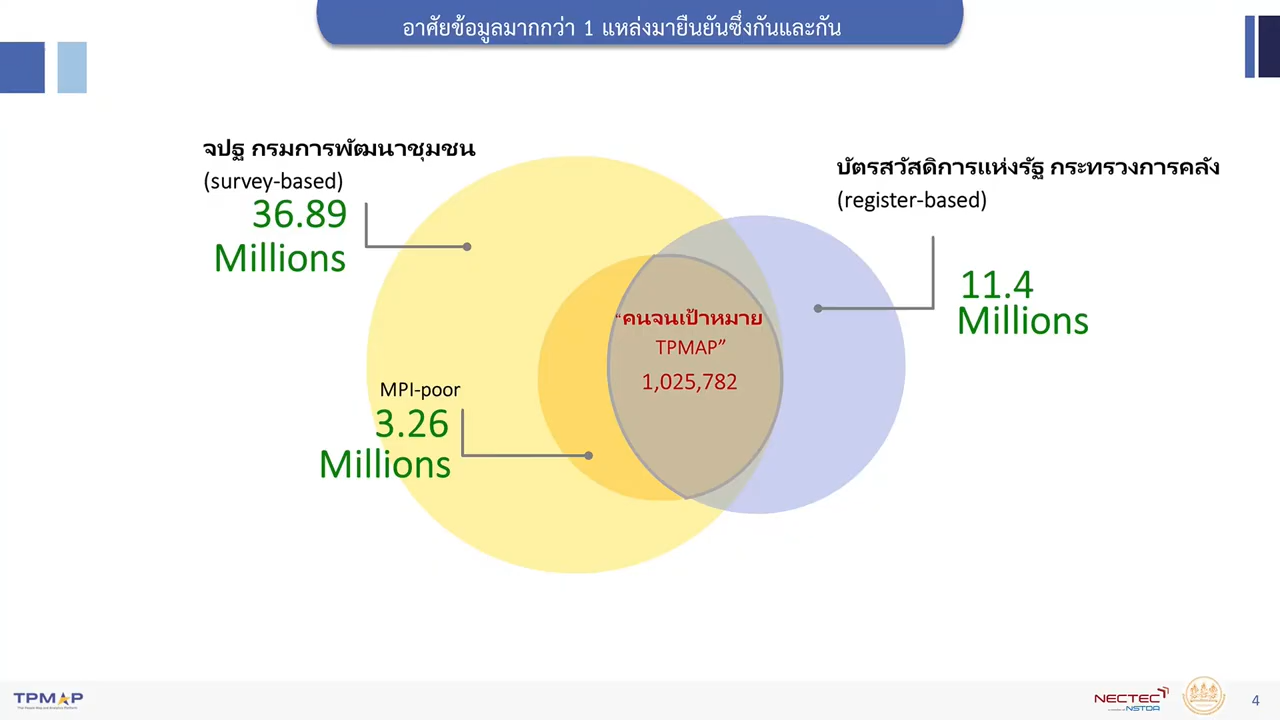 อาศัยข้อมูลมากกว่า 1 แหล่งมายืนยันซึ่งกันและกัน
จปฐ กรมการพัฒนาชุมชน
(survey-based)
36.89
Millions
บัตรสวัสดิการแห่งรัฐ กระทรวงการคลัง
(register-based)
11.4
Millions
“คนจนเป้าหมาย
TPMAP”
1,025,782
MPI-poor
3.26
Millions
TPMAP
NECTEC
NSTDA
4